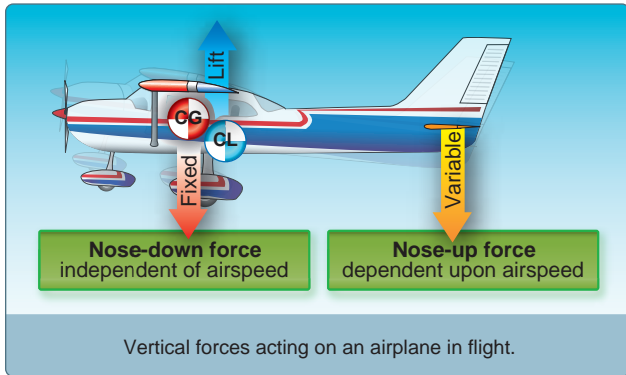 Lift
CG
CL
Fixed
Variable
Nose-down force
independent of airspeed
Nose-up force
dependent upon airspeed
Vertical forces acting on an airplane in flight.